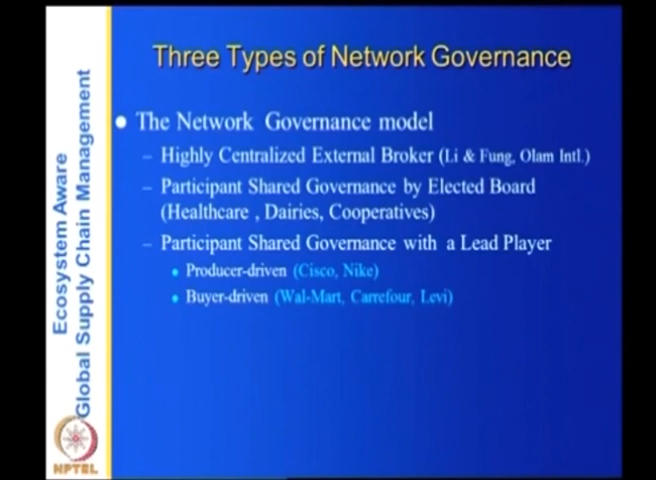 Three Types of Network Governance
The Network Governance model
– Highly Centralized External Broker (Li & Fung, Olam Intl.)
– Participant Shared Governance by Elected Board
(Healthcare , Dairies, Cooperatives)
– Participant Shared Governance with a Lead Player
Producer-driven (Cisco, Nike)
Buyer-driven (Wal-Mart, Carrefour, Levi)
Ecosystem Aware
Global Supply Chain Management
NPTEL